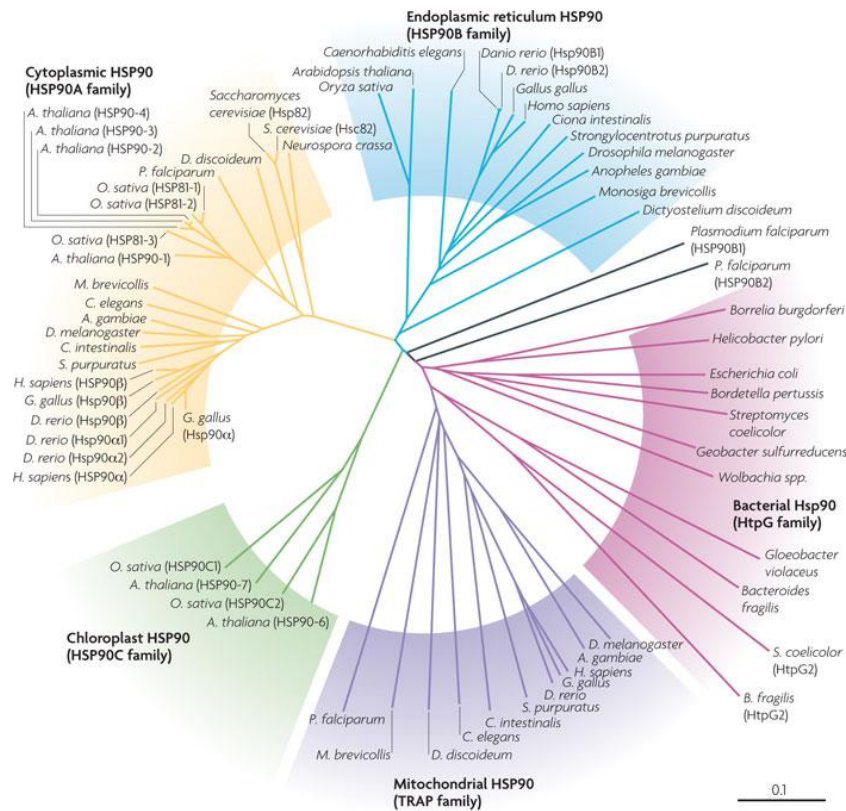 Endoplasmic reticulum HSP90
(HSP90B family)
Caenorhabiditis elegans
Danio rerio (Hsp90B1)
D. rerio (Hsp90B2)
Arabidopsis thaliana
Oryza sativa
Gallus gallus
Homo sapiens
Ciona intestinalis
Strongylocentrotus purpuratus
Drosophila melanogaster
Anopheles gambiae
Monosiga brevicollis
Dictyostelium discoideum
Plasmodium falciparum
(HSP90B1)
P. falciparum
(HSP90B2)
Cytoplasmic HSP90
(HSP90A family)
A. thaliana (HSP90-4)
A. thaliana (HSP90-3)
A. thaliana (HSP90-2)
Saccharomyces
cerevisiae (Hsp82)
S. cerevisiae (Hsc82)
Neurospora crassa
D. discoideum
P. falciparum
O. sativa (HSP81-1)
O. sativa (HSP81-2)
O. sativa (HSP81-3)
A. thaliana (HSP90-1)
M. brevicollis
C. elegans
A. gambiae
D. melanogaster
C. intestinalis
S. purpuratus
H. sapiens (HSP90β)
G. gallus (Hsp90β)
D. rerio (Hsp90β)
D. rerio (Hsp90α1)
D. rerio (Hsp90α2)
H. sapiens (HSP90α)
G. gallus
(Hsp90α)
Borrelia burgdorferi
Helicobacter pylori
Escherichia coli
Bordetella pertussis
Streptomyces
coelicolor
Geobacter sulfurreducens
Wolbachia spp.
Bacterial Hsp90
(HtpG family)
Gloeobacter
violaceus
Bacteroides
fragilis
S. coelicolor
(HtpG2)
B. fragilis
(HtpG2)
O. sativa (HSP90C1)
A. thaliana (HSP90-7)
O. sativa (HSP90C2)
A. thaliana (HSP90-6)
Chloroplast HSP90
(HSP90C family)
D. melanogaster
A. gambiae
H. sapiens
G. gallus
D. rerio
S. purpuratus
C. intestinalis
C. elegans
D. discoideum
M. brevicollis
P. falciparum
Mitochondrial HSP90
(TRAP family)
0.1